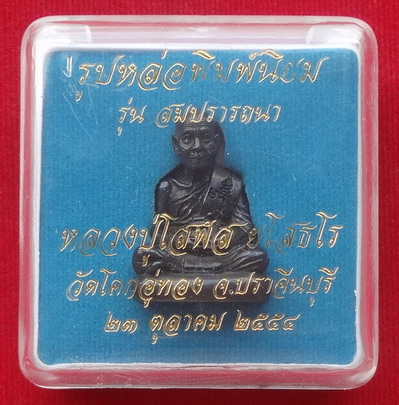 รูปหล่อพิมพ์นิยม
รุ่น สมปรารถนา
หลวงปู่โสฬส ยโสธโร
วัดโคกอู่ทอง อ.ปราจีนบุรี
๒๓ ตุลาคม ๒๕๕๔